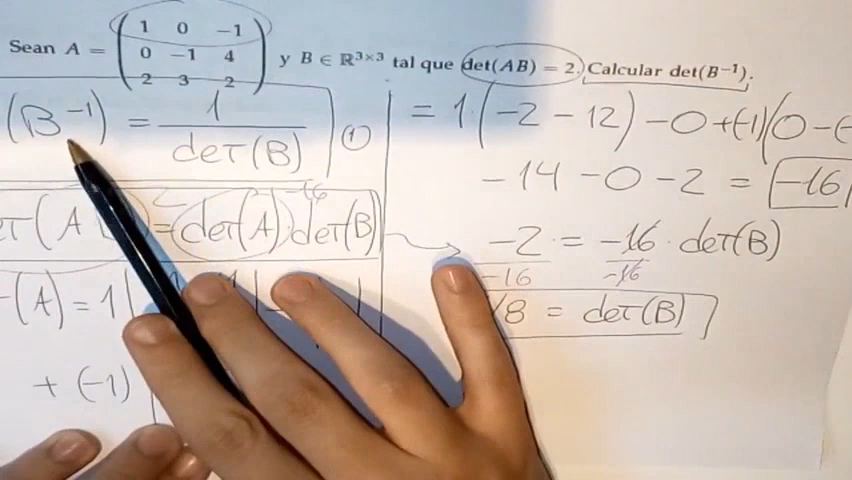 Sean A = ( 1 0 −1
0 −1 4
2 3 2 ) y B ∈ ℝ³ˣ³ tal que det(AB) = 2. Calcular det(B⁻¹).
(B⁻¹) = 1 / det(B) ①
det(A) · det(B)
-16
(A) = 1
+ (-1)
= 1 · (-2 - 12) - 0 + (-1)(0 -
-14 - 0 - 2 = -16
-2 = -16 · det(B)
-16 -16
/8 = det(B)